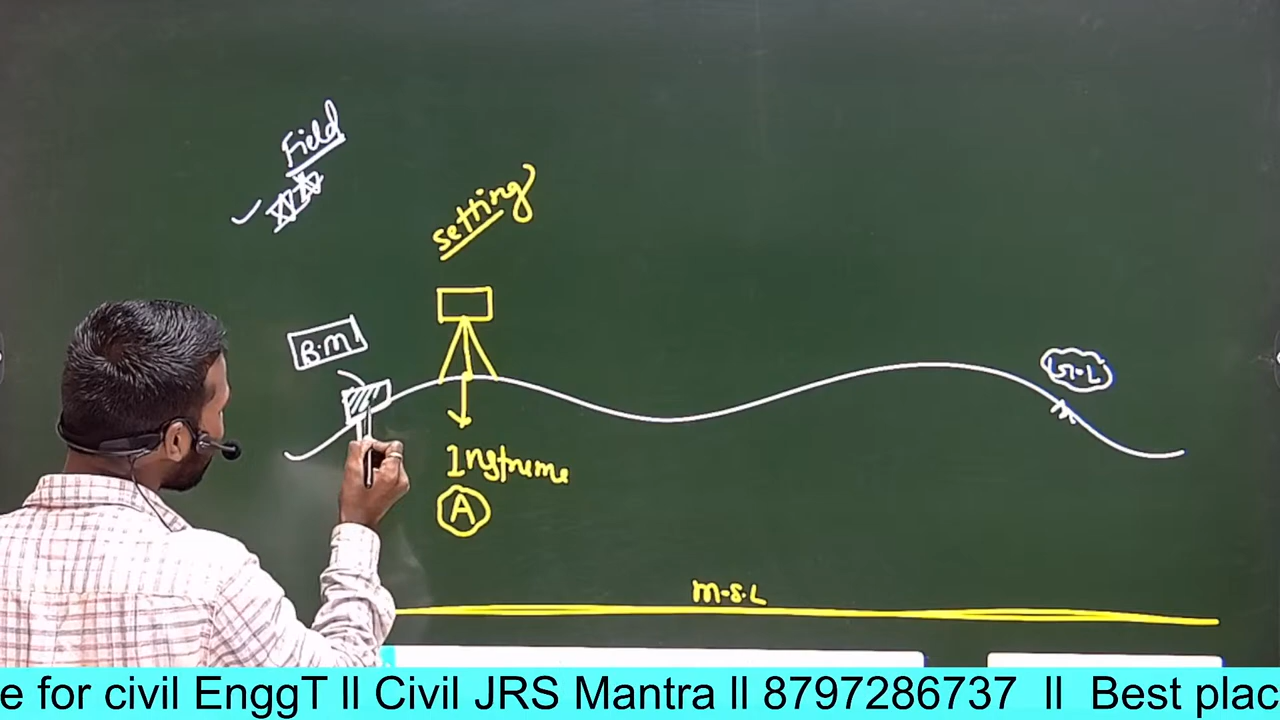 Field
setting
B.M
Instrume
A
M.S.L
e for civil EnggT ll Civil JRS Mantra ll 8797286737 ll Best plac